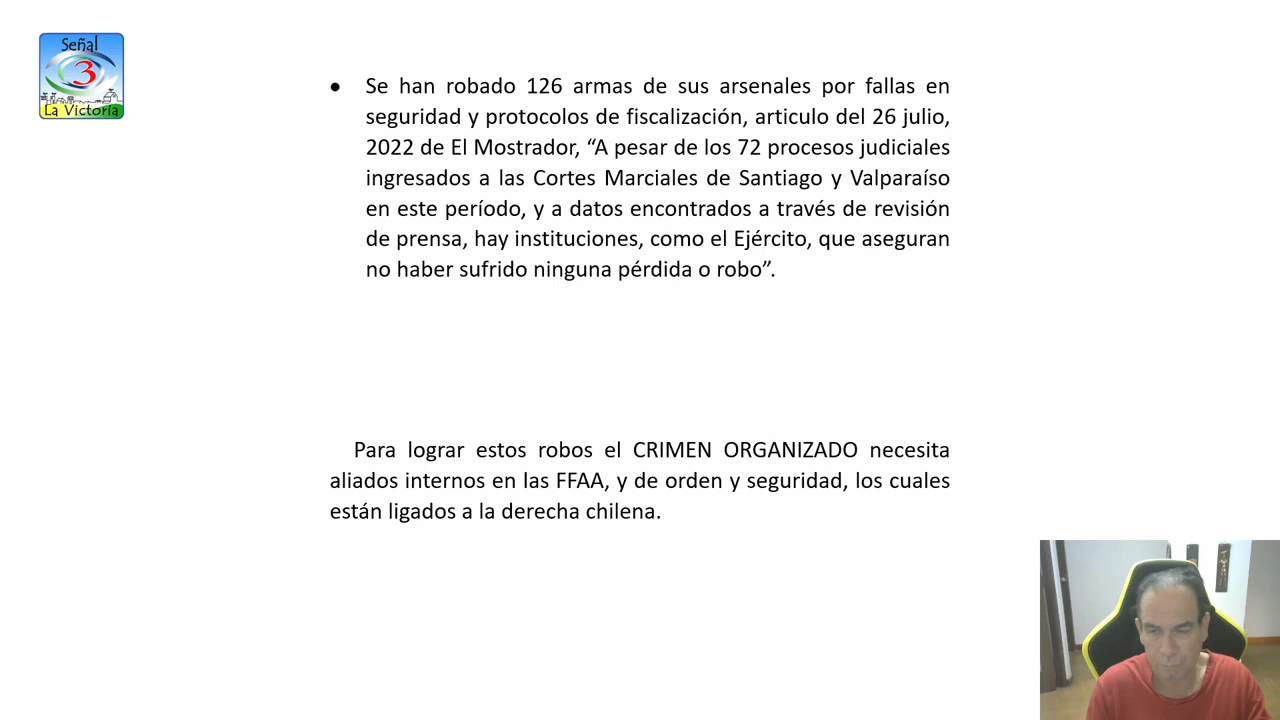 Señal
3
La Victoria
• Se han robado 126 armas de sus arsenales por fallas en
seguridad y protocolos de fiscalización, articulo del 26 julio,
2022 de El Mostrador, “A pesar de los 72 procesos judiciales
ingresados a las Cortes Marciales de Santiago y Valparaíso
en este período, y a datos encontrados a través de revisión
de prensa, hay instituciones, como el Ejército, que aseguran
no haber sufrido ninguna pérdida o robo”.
Para lograr estos robos el CRIMEN ORGANIZADO necesita
aliados internos en las FFAA, y de orden y seguridad, los cuales
están ligados a la derecha chilena.